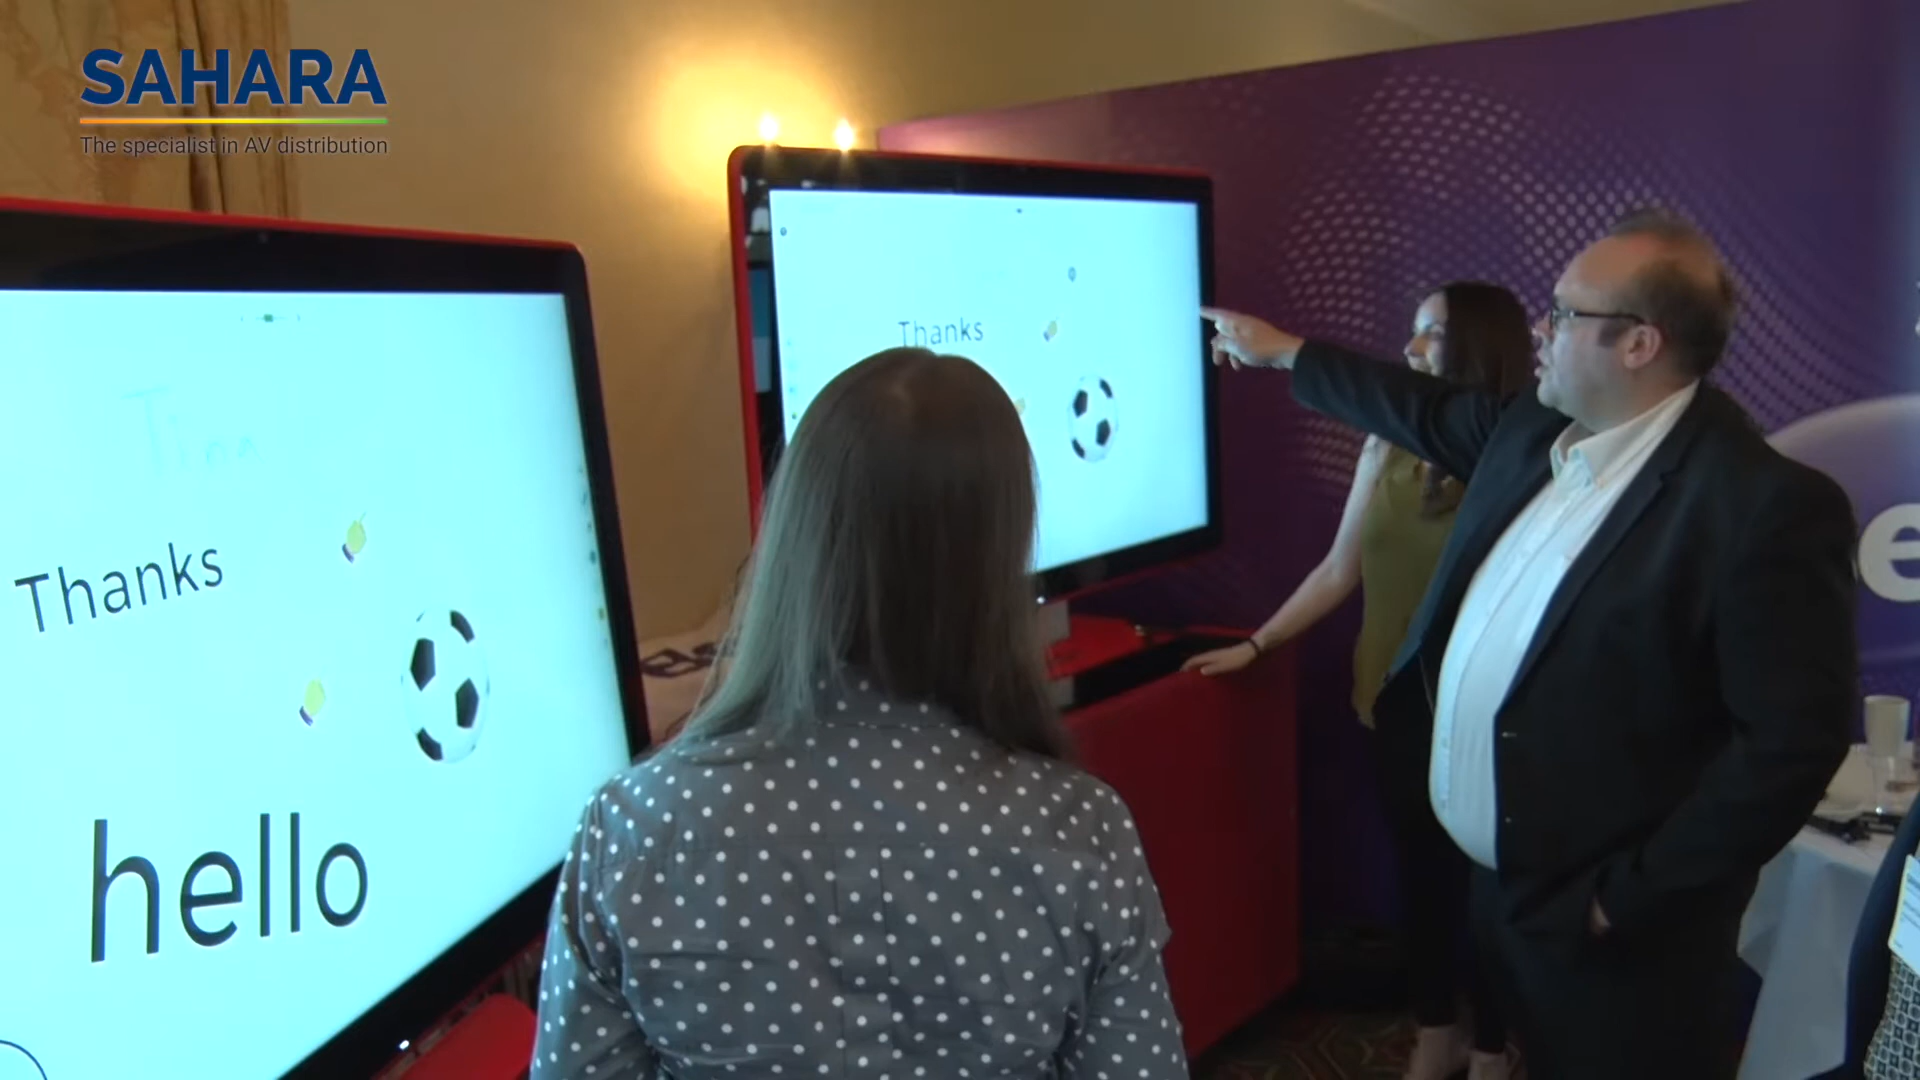 SAHARA
The specialist in AV distribution
Thanks
hello
Thanks